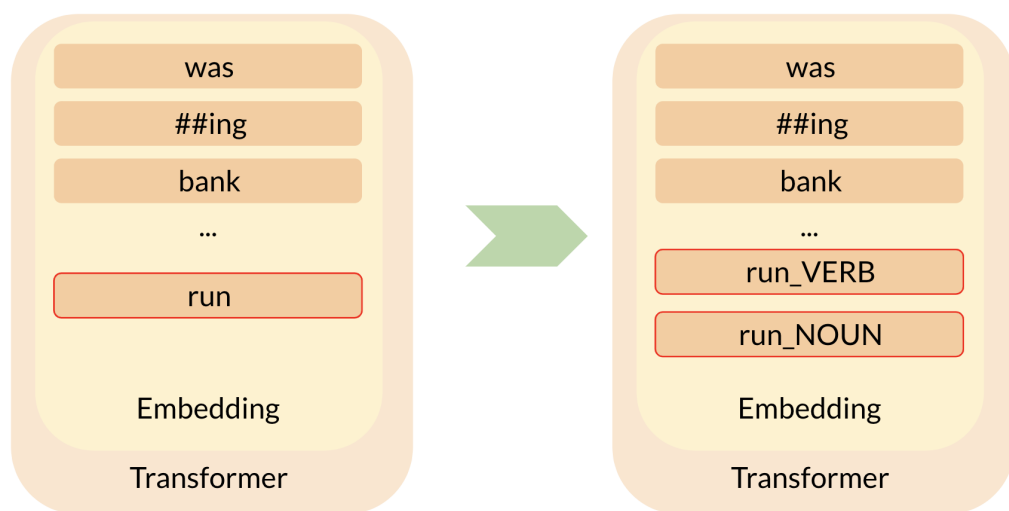 was
##ing
bank
...
run
Embedding
Transformer
was
##ing
bank
...
run_VERB
run_NOUN
Embedding
Transformer